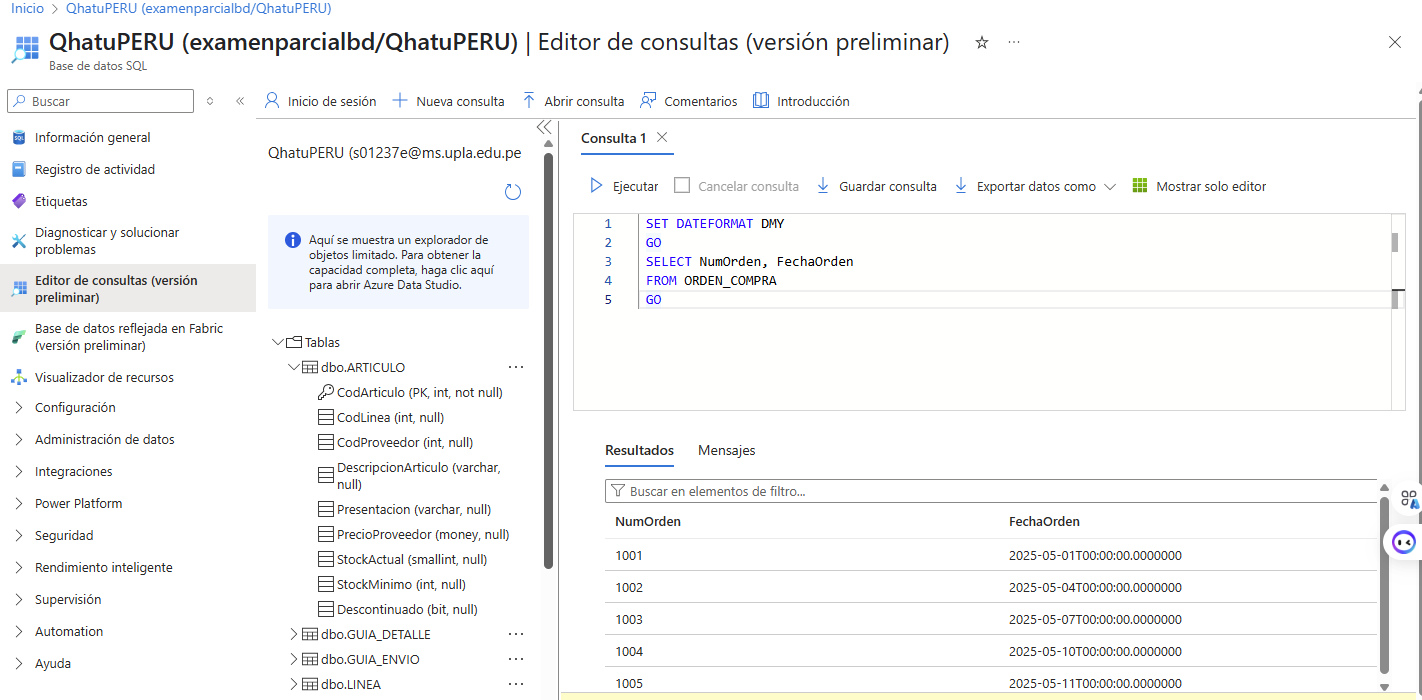 Inicio > QhatuPERU (examenparcialbd/QhatuPERU)
QhatuPERU (examenparcialbd/QhatuPERU) | Editor de consultas (versión preliminar)
Base de datos SQL
Buscar
Información general
Registro de actividad
Etiquetas
Diagnosticar y solucionar
problemas
Editor de consultas (versión
preliminar)
Base de datos reflejada en Fabric
(versión preliminar)
Visualizador de recursos
Configuración
Administración de datos
Integraciones
Power Platform
Seguridad
Rendimiento inteligente
Supervisión
Automation
Ayuda
Inicio de sesión
Nueva consulta
Abrir consulta
Comentarios
Introducción
QhatuPERU (s01237e@ms.upla.edu.pe
Aquí se muestra un explorador de
objetos limitado. Para obtener la
capacidad completa, haga clic aquí
para abrir Azure Data Studio.
Tablas
dbo.ARTICULO
CodArticulo (PK, int, not null)
CodLinea (int, null)
CodProveedor (int, null)
DescripcionArticulo (varchar,
null)
Presentacion (varchar, null)
PrecioProveedor (money, null)
StockActual (smallint, null)
StockMinimo (int, null)
Descontinuado (bit, null)
dbo.GUIA_DETALLE
dbo.GUIA_ENVIO
dbo.LINEA
Consulta 1
Ejecutar
Cancelar consulta
Guardar consulta
Exportar datos como
Mostrar solo editor
1 SET DATEFORMAT DMY
2 GO
3 SELECT NumOrden, FechaOrden
4 FROM ORDEN_COMPRA
5 GO
Resultados Mensajes
Buscar en elementos de filtro...
NumOrden FechaOrden
1001 2025-05-01T00:00:00.0000000
1002 2025-05-04T00:00:00.0000000
1003 2025-05-07T00:00:00.0000000
1004 2025-05-10T00:00:00.0000000
1005 2025-05-11T00:00:00.0000000